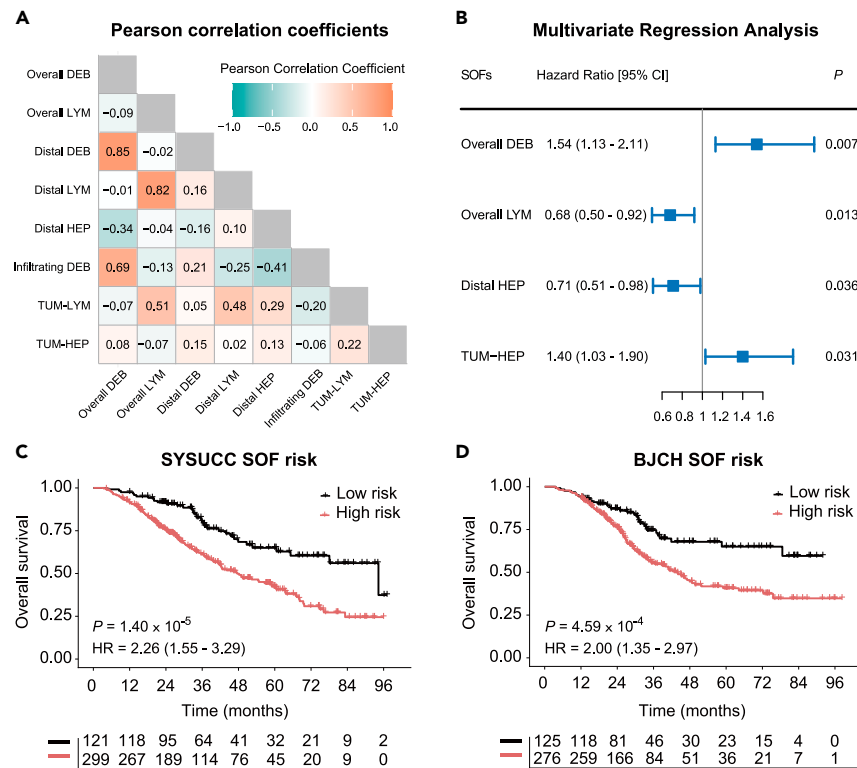 A
Pearson correlation coefficients
Pearson Correlation Coefficient
−1.0 −0.5 0.0 0.5 1.0
Overall DEB
Overall LYM −0.09
Distal DEB 0.85 −0.02
Distal LYM −0.01 0.82 0.16
Distal HEP −0.34 −0.04 −0.16 0.10
Infiltrating DEB 0.69 −0.13 0.21 −0.25 −0.41
TUM-LYM −0.07 0.51 0.05 0.48 0.29 −0.20
TUM-HEP 0.08 −0.07 0.15 0.02 0.13 −0.06 0.22
Overall DEB
Overall LYM
Distal DEB
Distal LYM
Distal HEP
Infiltrating DEB
TUM-LYM
TUM-HEP
B
Multivariate Regression Analysis
SOFs Hazard Ratio [95% CI] P
Overall DEB 1.54 (1.13 - 2.11) 0.007
Overall LYM 0.68 (0.50 - 0.92) 0.013
Distal HEP 0.71 (0.51 - 0.98) 0.036
TUM−HEP 1.40 (1.03 - 1.90) 0.031
0.6 0.8 1 1.4 1.6
C
SYSUCC SOF risk
Low risk
High risk
Overall survival
1.00
0.75
0.50
0.25
0.00
P = 1.40 x 10-5
HR = 2.26 (1.55 - 3.29)
0 12 24 36 48 60 72 84 96
Time (months)
121 118 95 64 41 32 21 9 2
299 267 189 114 76 45 20 9 0
D
BJCH SOF risk
Low risk
High risk
Overall survival
1.00
0.75
0.50
0.25
0.00
P = 4.59 x 10-4
HR = 2.00 (1.35 - 2.97)
0 12 24 36 48 60 72 84 96
Time (months)
125 118 81 46 30 23 15 4 0
276 259 166 84 51 36 21 7 1